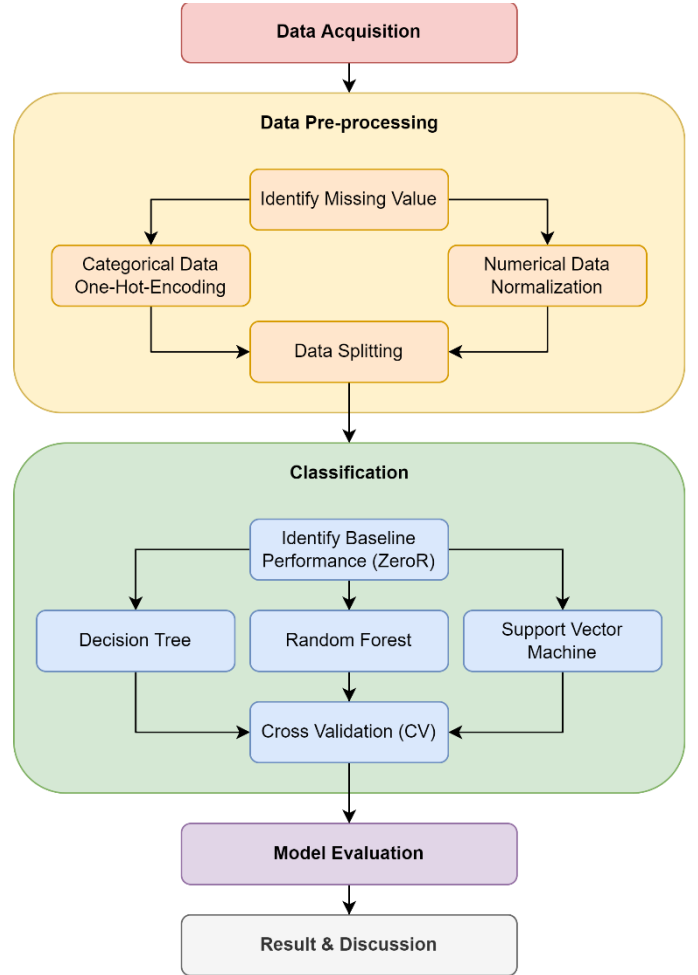 Data Acquisition
Data Pre-processing
Identify Missing Value
Categorical Data
One-Hot-Encoding
Numerical Data
Normalization
Data Splitting
Classification
Identify Baseline
Performance (ZeroR)
Decision Tree
Random Forest
Support Vector
Machine
Cross Validation (CV)
Model Evaluation
Result & Discussion